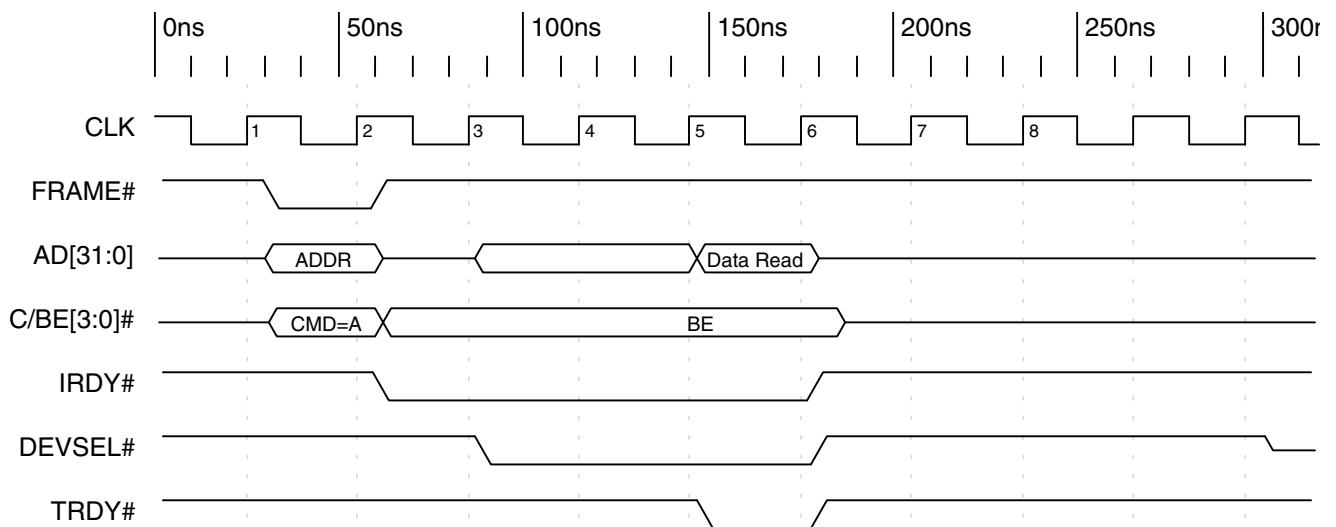 0ns 50ns 100ns 150ns 200ns 250ns 300n
CLK 1 2 3 4 5 6 7 8
FRAME#
AD[31:0] ADDR Data Read
C/BE[3:0]# CMD=A BE
IRDY#
DEVSEL#
TRDY#